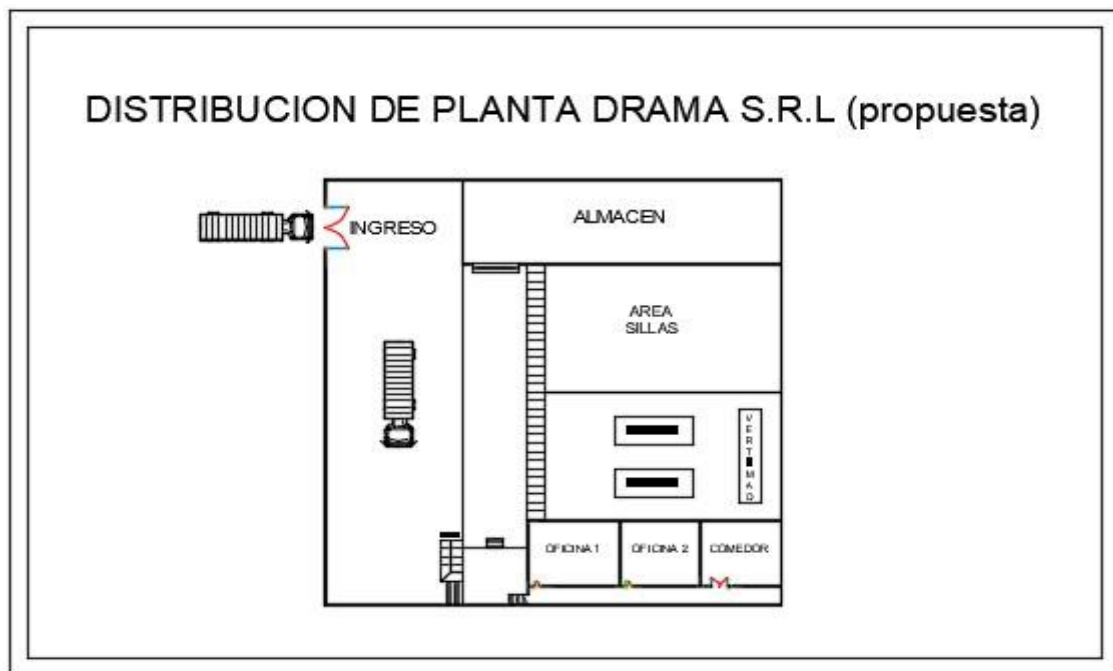 DISTRIBUCION DE PLANTA DRAMA S.R.L (propuesta)
INGRESO
ALMACEN
AREA
SILLAS
OFICINA 1
OFICINA 2
COMEDOR